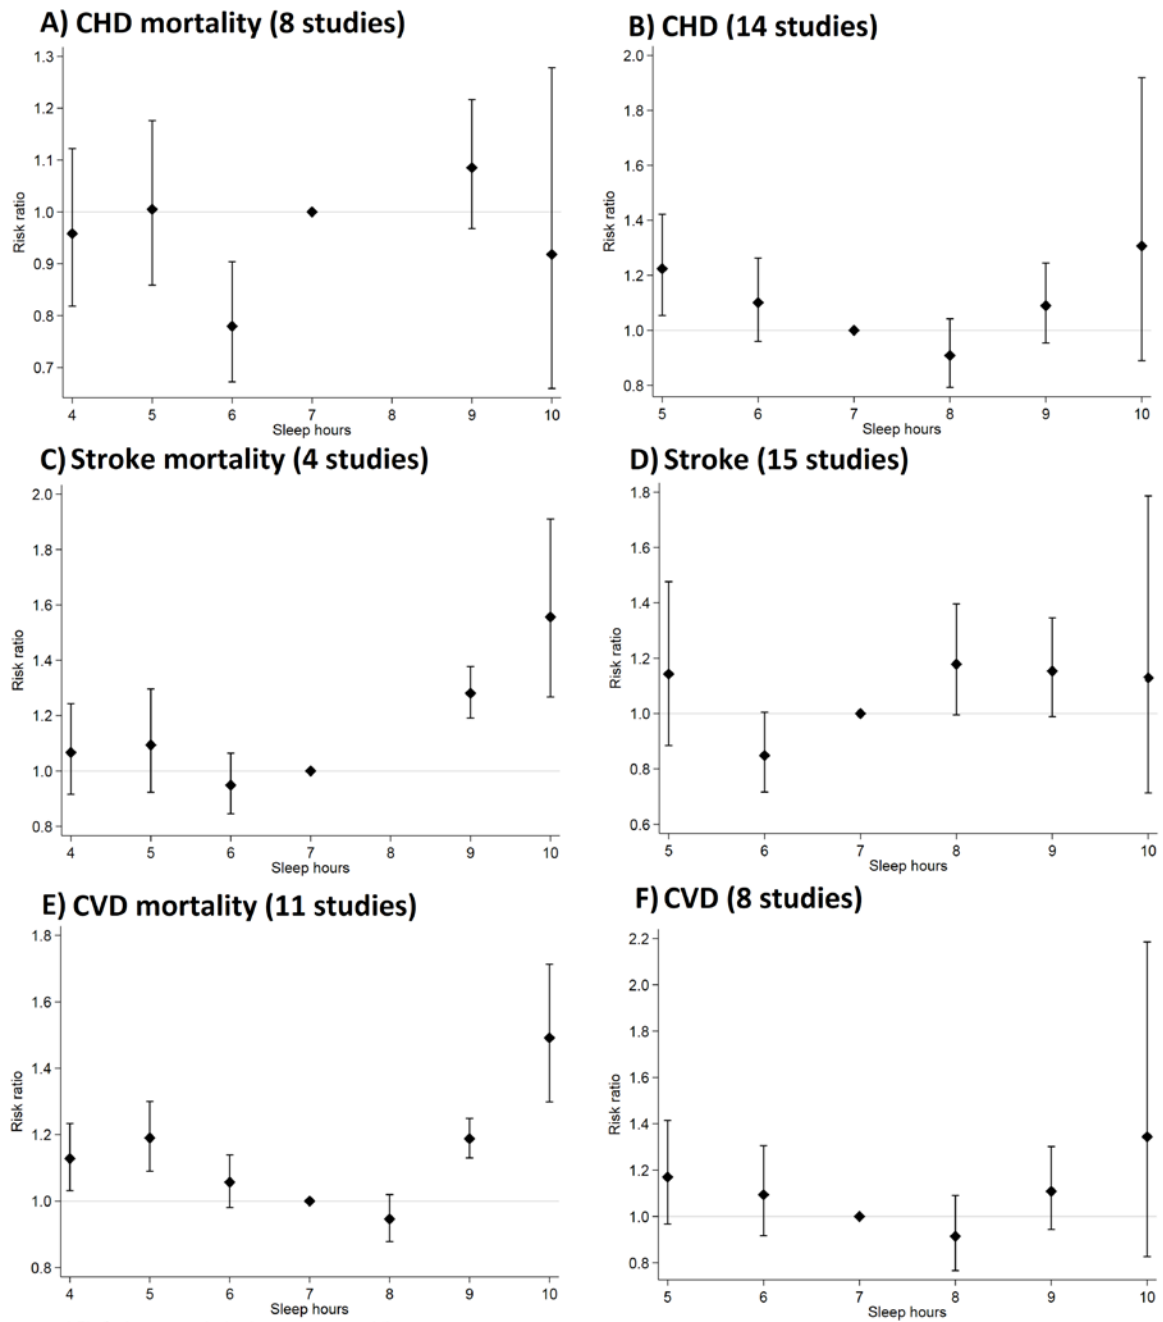 A) CHD mortality (8 studies)
1.3
1.2
1.1
1.0
0.9
0.8
0.7
Risk ratio
4 5 6 7 8 9 10
Sleep hours
B) CHD (14 studies)
2.0
1.8
1.6
1.4
1.2
1.0
0.8
Risk ratio
5 6 7 8 9 10
Sleep hours
C) Stroke mortality (4 studies)
2.0
1.8
1.6
1.4
1.2
1.0
0.8
Risk ratio
4 5 6 7 8 9 10
Sleep hours
D) Stroke (15 studies)
1.8
1.6
1.4
1.2
1.0
0.8
0.6
Risk ratio
5 6 7 8 9 10
Sleep hours
E) CVD mortality (11 studies)
1.8
1.6
1.4
1.2
1.0
0.8
Risk ratio
4 5 6 7 8 9 10
Sleep hours
F) CVD (8 studies)
2.2
2.0
1.8
1.6
1.4
1.2
1.0
0.8
Risk ratio
5 6 7 8 9 10
Sleep hours